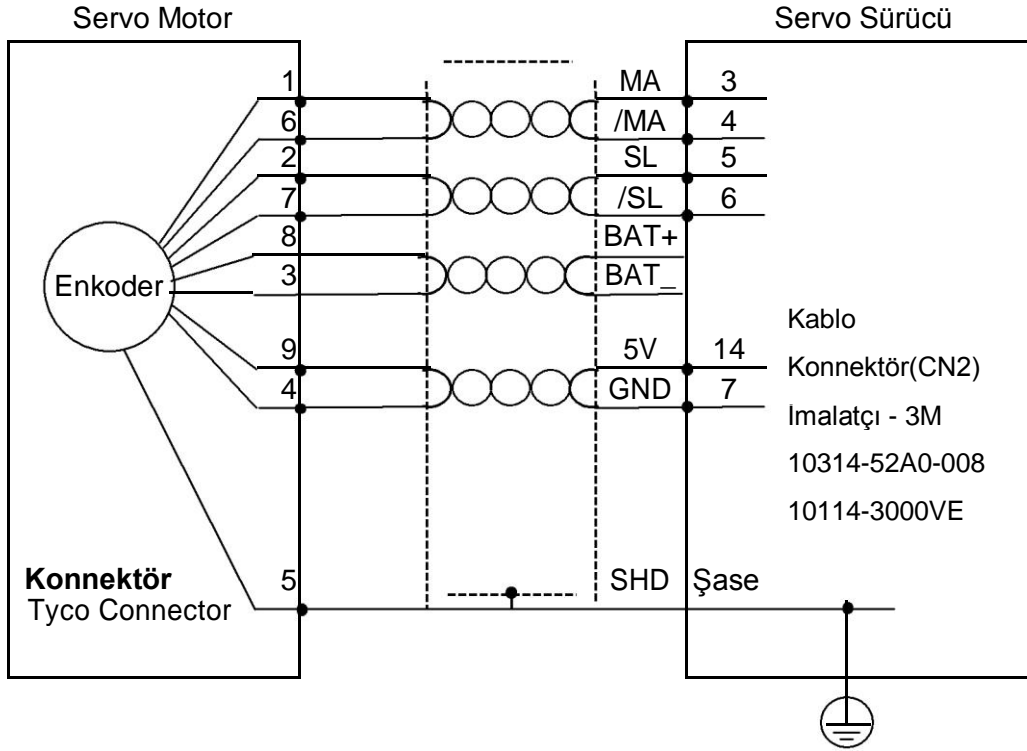 Servo Motor
Servo Sürücü
1 MA 3
6 /MA 4
2 SL 5
7 /SL 6
8 BAT+
3 BAT_
Enkoder
9 5V 14
4 GND 7
Kablo
Konnektör(CN2)
İmalatçı - 3M
10314-52A0-008
10114-3000VE
Konnektör
Tyco Connector
5 SHD Şase